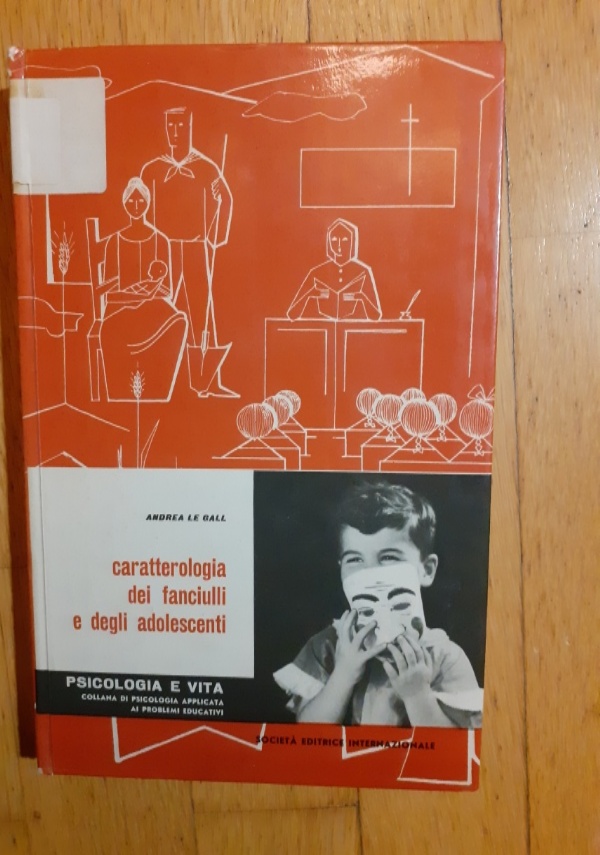 ANDREA LE GALL
caratterologia
dei fanciulli
e degli adolescenti
PSICOLOGIA E VITA
COLLANA DI PSICOLOGIA APPLICATA
AI PROBLEMI EDUCATIVI
SOCIETÀ EDITRICE INTERNAZIONALE